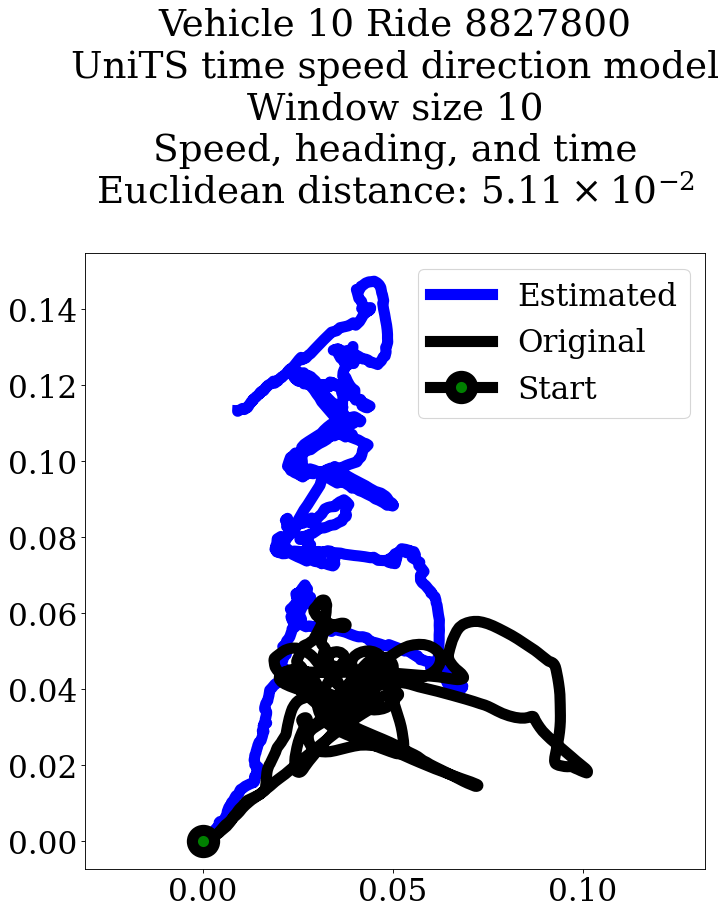 Vehicle 10 Ride 8827800
UniTS time speed direction model
Window size 10
Speed, heading, and time
Euclidean distance: 5.11 × 10⁻²
Estimated
Original
Start
0.14
0.12
0.10
0.08
0.06
0.04
0.02
0.00
0.00 0.05 0.10